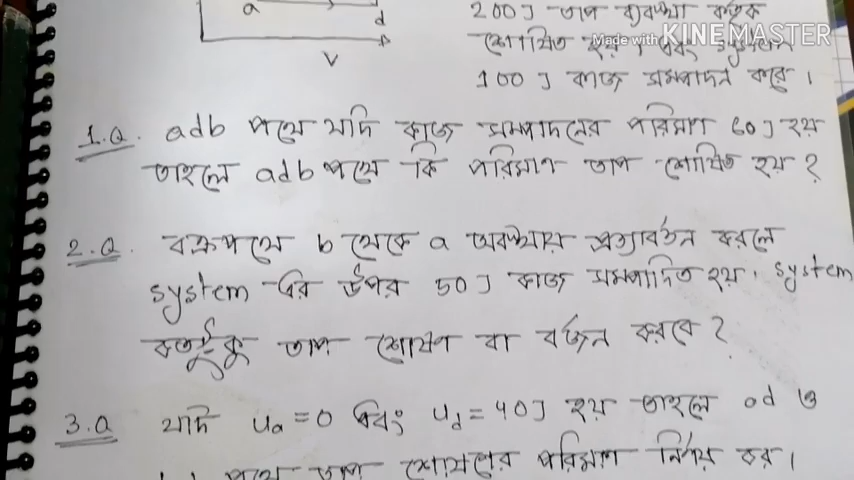 a
d
V
200 J তাপ ব্যবস্থা কর্তৃক
শোষিত হয়। এবং system
100 J কাজ সম্পাদন করে।
Made with KINEMASTER
1.Q. adb পথে যদি কাজ সম্পাদনের পরিমাণ 60 J হয়
তাহলে adb পথে কি পরিমাণ তাপ শোষিত হয়?
2.Q. বক্রপথে b থেকে a অবস্থায় প্রত্যাবর্তন করলে
system এর উপর 50 J কাজ সম্পাদিত হয়। system
কতটুকু তাপ শোষণ বা বর্জন করবে?
3.Q যদি Ua = 0 এবং Ud = 40 J হয় তাহলে ad ও
পথে তাপ শোষণের পরিমাণ নির্ণয় কর।